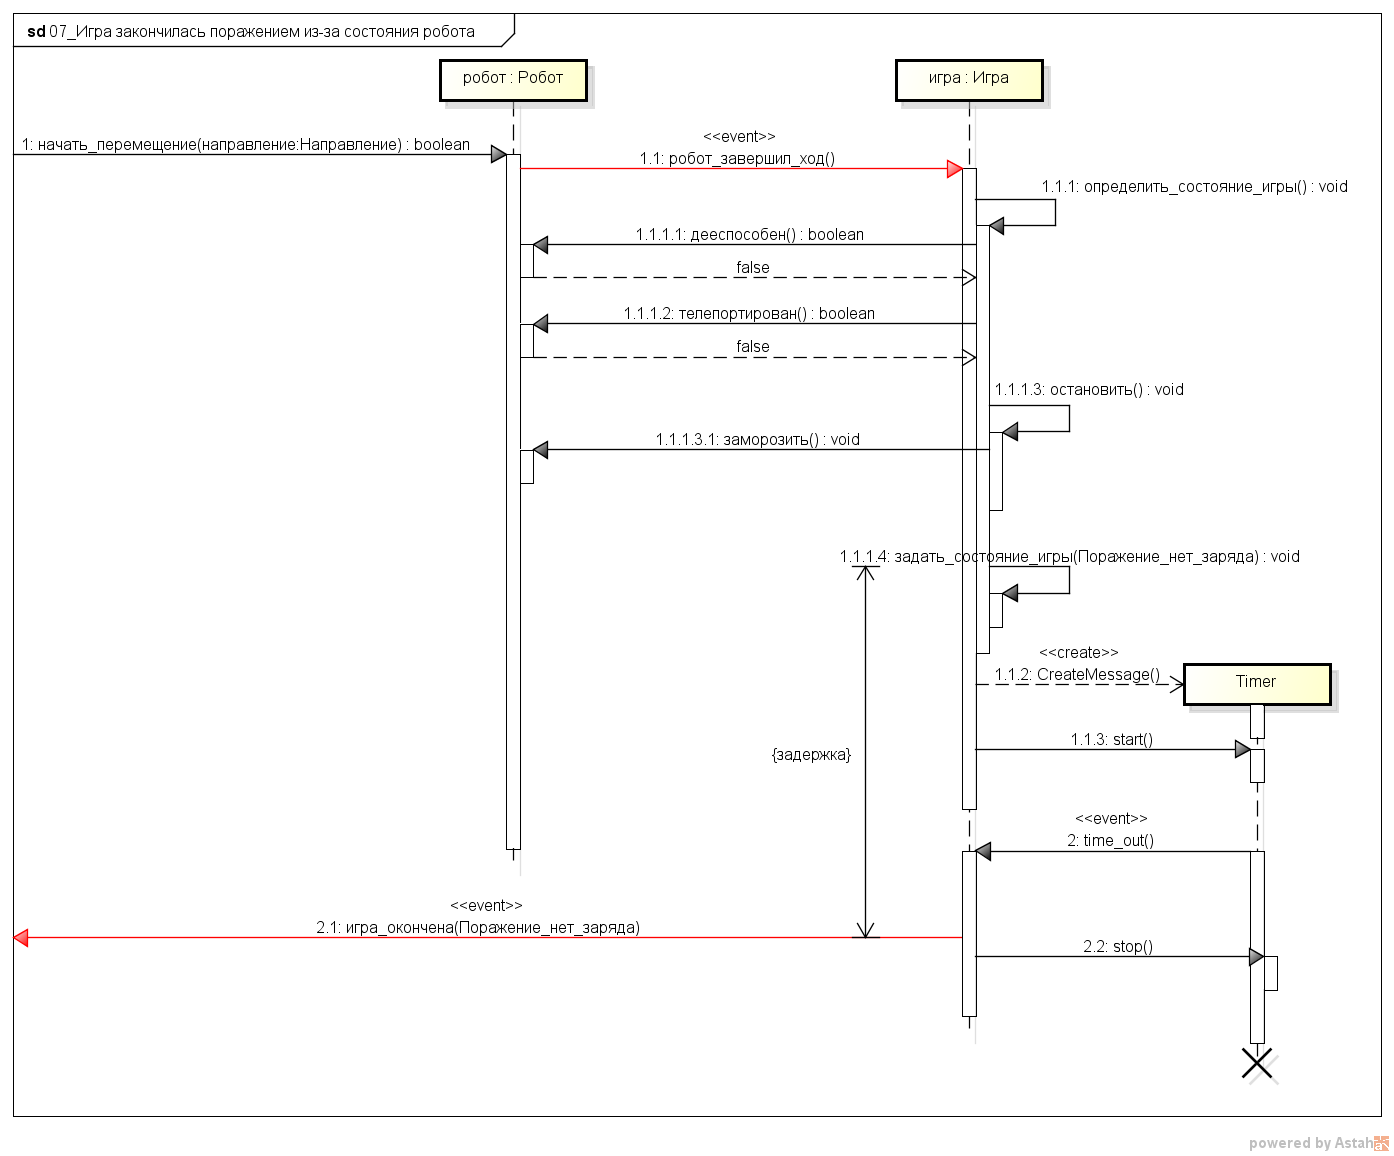 sd 07_Игра закончилась поражением из-за состояния робота
робот : Робот
игра : Игра
1: начать_перемещение(направление:Направление) : boolean
<<event>>
1.1: робот_завершил_ход()
1.1.1: определить_состояние_игры() : void
1.1.1.1: дееспособен() : boolean
false
1.1.1.2: телепортирован() : boolean
false
1.1.1.3: остановить() : void
1.1.1.3.1: заморозить() : void
1.1.1.4: задать_состояние_игры(Поражение_нет_заряда) : void
<<create>>
1.1.2: CreateMessage()
Timer
1.1.3: start()
{задержка}
<<event>>
2: time_out()
<<event>>
2.1: игра_окончена(Поражение_нет_заряда)
2.2: stop()
powered by Astah